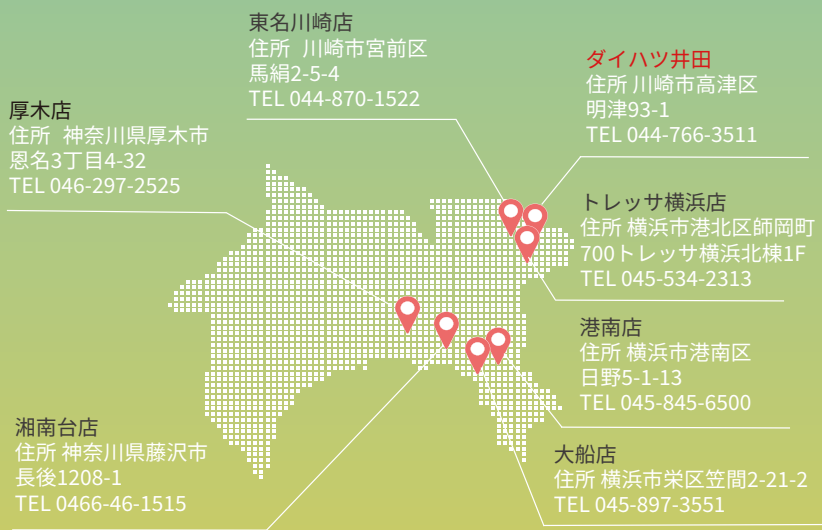 東名川崎店
住所 川崎市宮前区
馬絹2-5-4
TEL 044-870-1522
ダイハツ井田
住所 川崎市高津区
明津93-1
TEL 044-766-3511
厚木店
住所 神奈川県厚木市
恩名3丁目4-32
TEL 046-297-2525
トレッサ横浜店
住所 横浜市港北区師岡町
700トレッサ横浜北棟1F
TEL 045-534-2313
港南店
住所 横浜市港南区
日野5-1-13
TEL 045-845-6500
湘南台店
住所 神奈川県藤沢市
長後1208-1
TEL 0466-46-1515
大船店
住所 横浜市栄区笠間2-21-2
TEL 045-897-3551